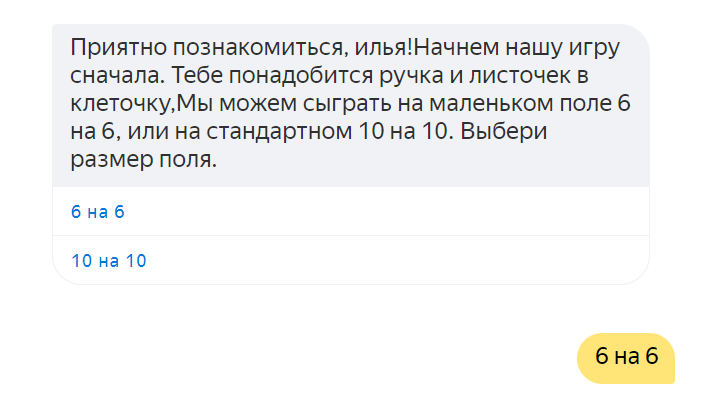 Приятно познакомиться, илья!Начнем нашу игру
сначала. Тебе понадобится ручка и листочек в
клеточку,Мы можем сыграть на маленьком поле 6
на 6, или на стандартном 10 на 10. Выбери
размер поля.
6 на 6
10 на 10
6 на 6